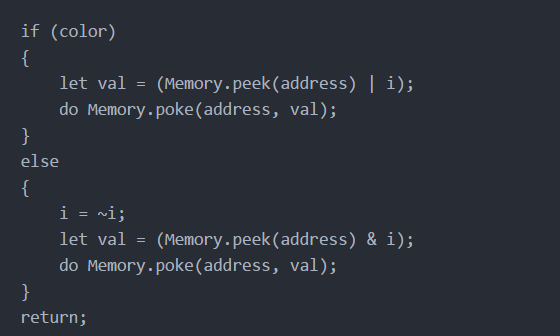 if (color)
{
    let val = (Memory.peek(address) | i);
    do Memory.poke(address, val);
}
else
{
    i = ~i;
    let val = (Memory.peek(address) & i);
    do Memory.poke(address, val);
}
return;